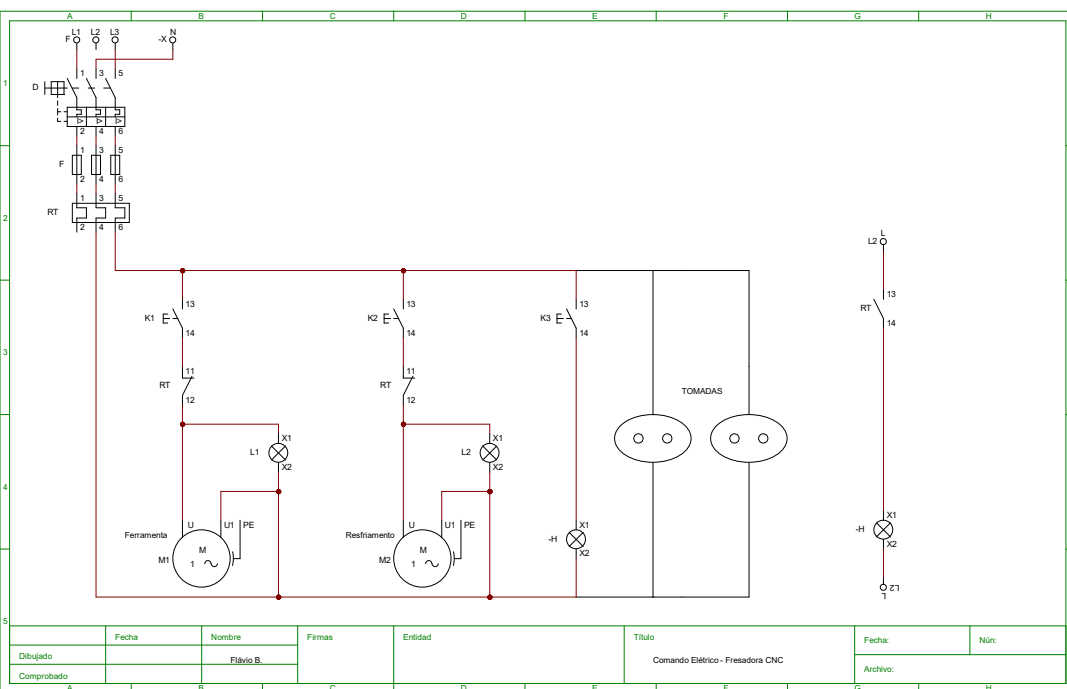 A B C D E F G H
L1 L2 L3 N
F -X
1
1 3 5
D
2 4 6
1 3 5
F
2 4 6
1 3 5
RT
2
2 4 6
L
L2
13 13 13 13
K1 K2 K3 RT
14 14 14 14
3
11 11
RT RT
12 12
TOMADAS
X1 X1
L1 L2
X2 X2
4
U U1 PE U U1 PE X1 X1
Ferramenta Resfriamento -H -H
M M X2 X2
M1 1 M2 1
L2
L
5
Fecha Nombre Firmas Entidad Título Fecha: Nún:
Dibujado Flávio B. Comando Elétrico - Fresadora CNC
Comprobado Archivo:
A B C D E F G H